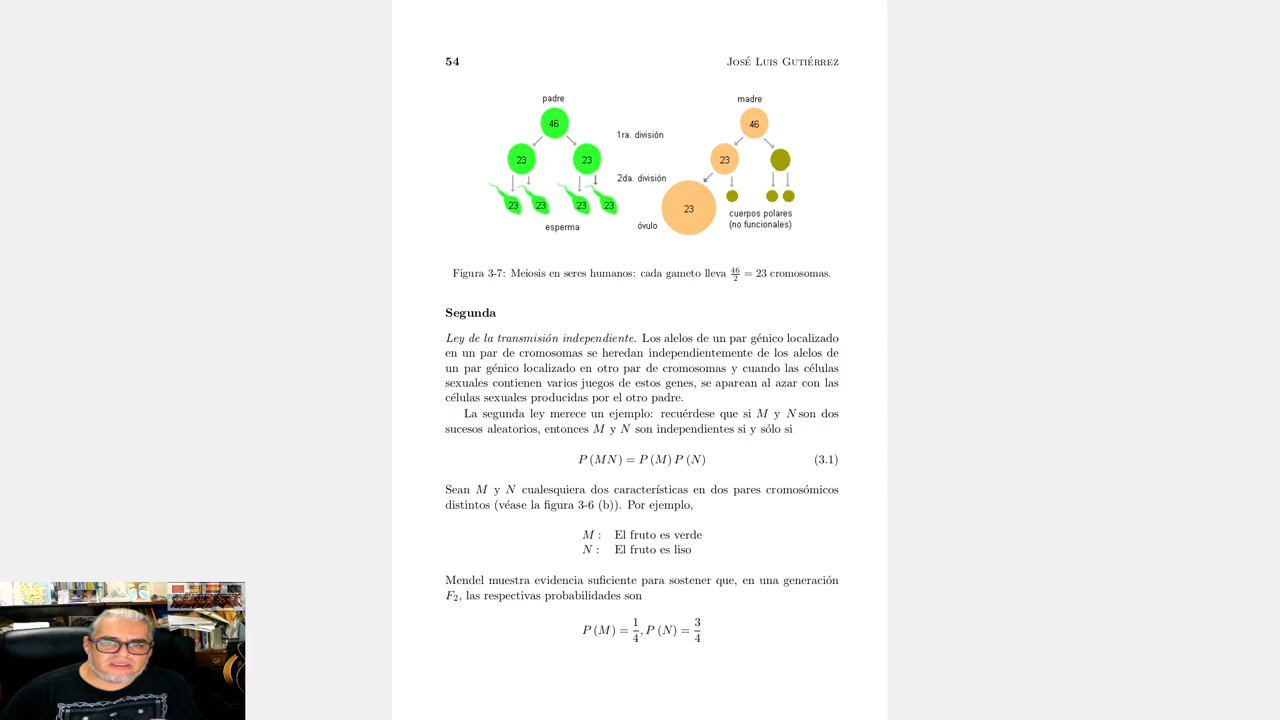 54
JOSÉ LUIS GUTIÉRREZ
padre
madre
46
46
1ra. división
23
23
23
2da. división
23
23
23
23
23
cuerpos polares
(no funcionales)
esperma
óvulo
Figura 3-7: Meiosis en seres humanos: cada gameto lleva 46/2 = 23 cromosomas.
Segunda
Ley de la transmisión independiente. Los alelos de un par génico localizado
en un par de cromosomas se heredan independientemente de los alelos de
un par génico localizado en otro par de cromosomas y cuando las células
sexuales contienen varios juegos de estos genes, se aparean al azar con las
células sexuales producidas por el otro padre.
La segunda ley merece un ejemplo: recuérdese que si M y N son dos
sucesos aleatorios, entonces M y N son independientes si y sólo si
P (MN) = P (M) P (N) (3.1)
Sean M y N cualesquiera dos características en dos pares cromosómicos
distintos (véase la figura 3-6 (b)). Por ejemplo,
M : El fruto es verde
N : El fruto es liso
Mendel muestra evidencia suficiente para sostener que, en una generación
F₂, las respectivas probabilidades son
P (M) = 1/4, P (N) = 3/4